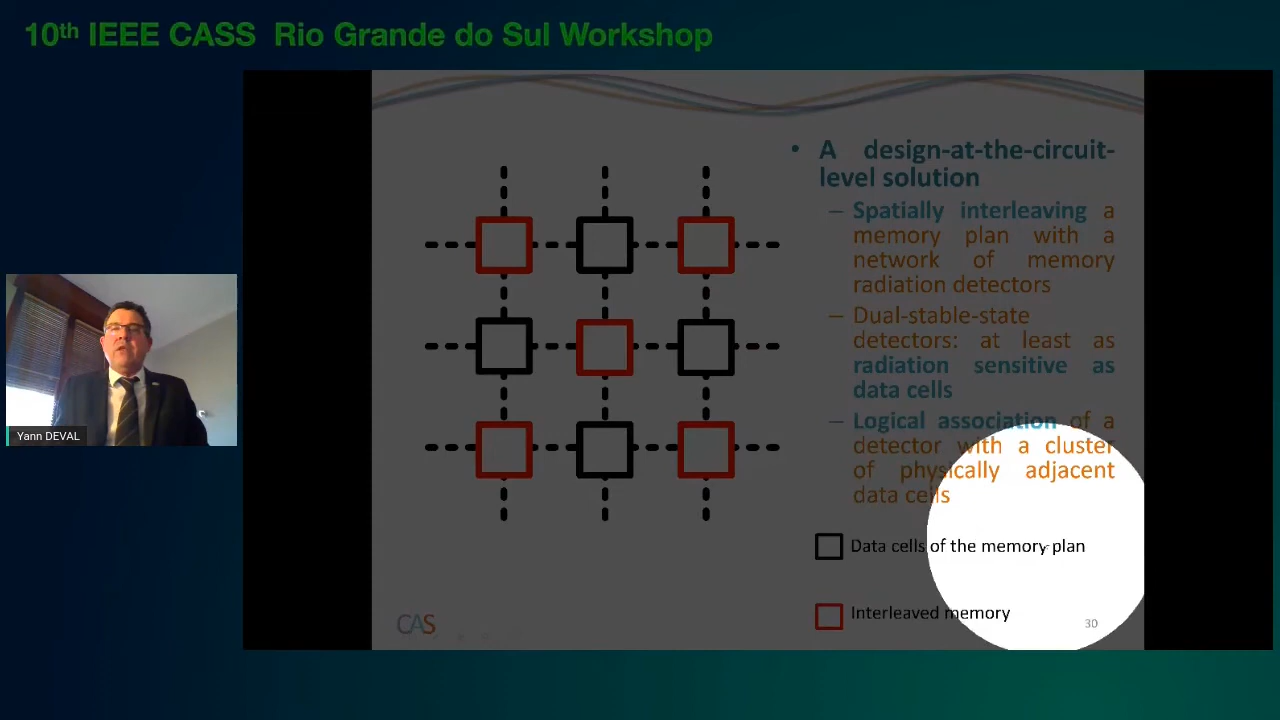 10th IEEE CASS Rio Grande do Sul Workshop
• A design-at-the-circuit-
level solution
– Spatially interleaving a
memory plan with a
network of memory
radiation detectors
– Dual-stable-state
detectors: at least as
radiation sensitive as
data cells
– Logical association of a
detector with a cluster
of physically adjacent
data cells
Data cells of the memory plan
Interleaved memory
Yann DEVAL
CAS
30